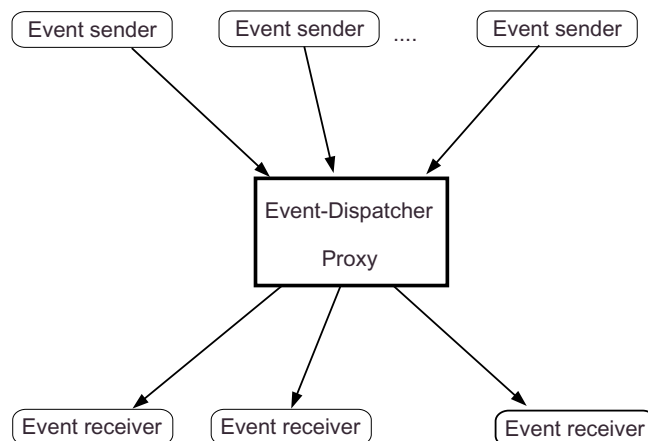 Event sender
Event sender
....
Event sender
Event-Dispatcher
Proxy
Event receiver
Event receiver
Event receiver